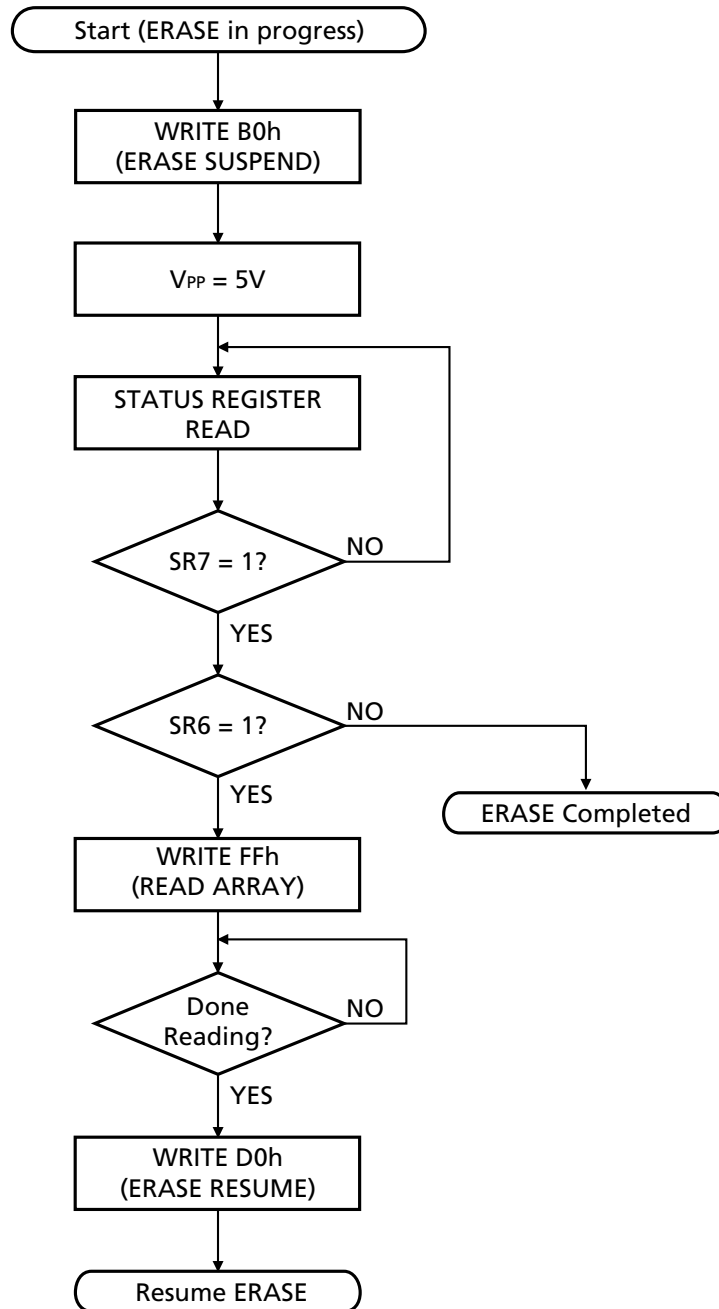 Start (ERASE in progress)
WRITE B0h
(ERASE SUSPEND)
VPP = 5V
STATUS REGISTER
READ
SR7 = 1?
NO
YES
SR6 = 1?
NO
YES
ERASE Completed
WRITE FFh
(READ ARRAY)
Done
Reading?
NO
YES
WRITE D0h
(ERASE RESUME)
Resume ERASE